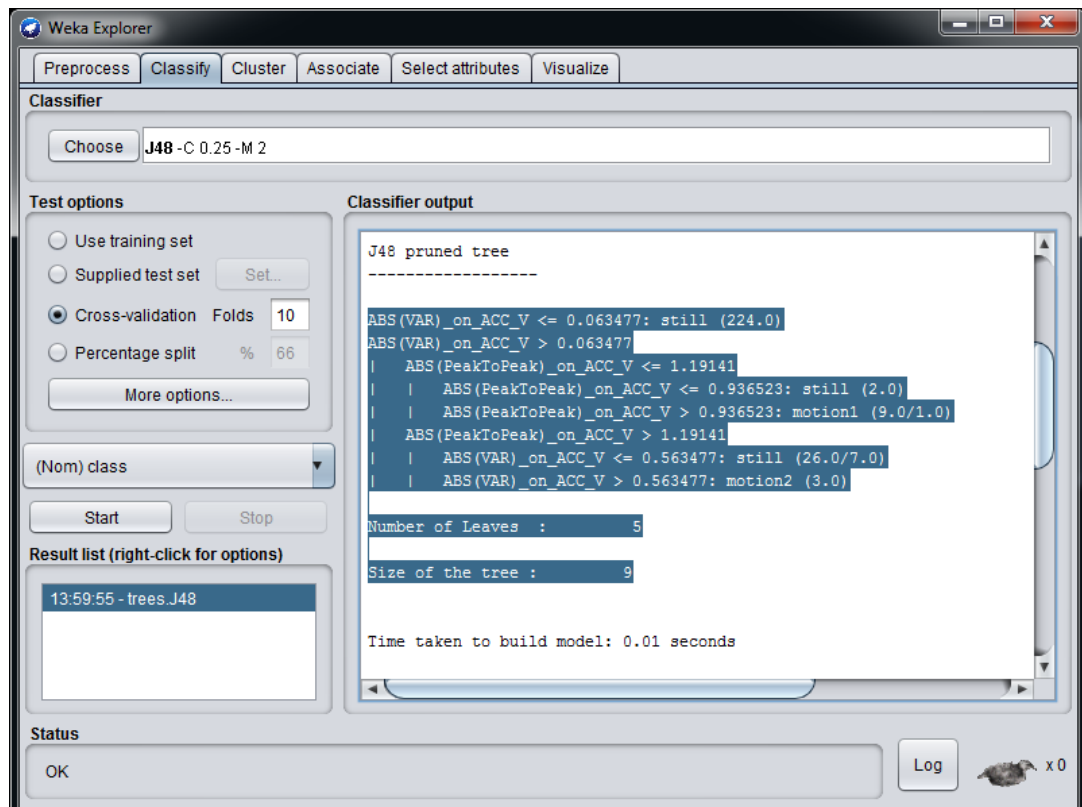 Weka Explorer
Preprocess Classify Cluster Associate Select attributes Visualize
Classifier
Choose J48 -C 0.25 -M 2
Test options
Use training set
Supplied test set Set...
Cross-validation Folds 10
Percentage split % 66
More options...
(Nom) class
Start Stop
Result list (right-click for options)
13:59:55 - trees.J48
Classifier output
J48 pruned tree
------------------
ABS(VAR)_on_ACC_V <= 0.063477: still (224.0)
ABS(VAR)_on_ACC_V > 0.063477
|   ABS(PeakToPeak)_on_ACC_V <= 1.19141
|   |   ABS(PeakToPeak)_on_ACC_V <= 0.936523: still (2.0)
|   |   ABS(PeakToPeak)_on_ACC_V > 0.936523: motion1 (9.0/1.0)
|   ABS(PeakToPeak)_on_ACC_V > 1.19141
|   |   ABS(VAR)_on_ACC_V <= 0.563477: still (26.0/7.0)
|   |   ABS(VAR)_on_ACC_V > 0.563477: motion2 (3.0)
Number of Leaves  :      5
Size of the tree :      9
Time taken to build model: 0.01 seconds
Status
OK
Log
x 0